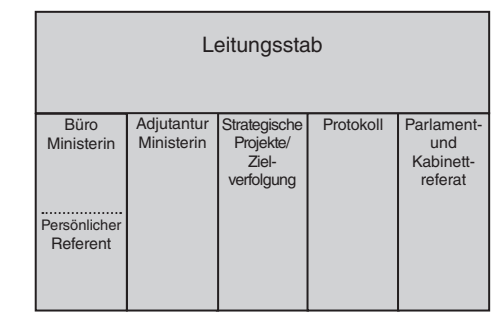 Leitungsstab
Büro
Ministerin
Persönlicher
Referent
Adjutantur
Ministerin
Strategische
Projekte/
Ziel-
verfolgung
Protokoll
Parlament-
und
Kabinett-
referat